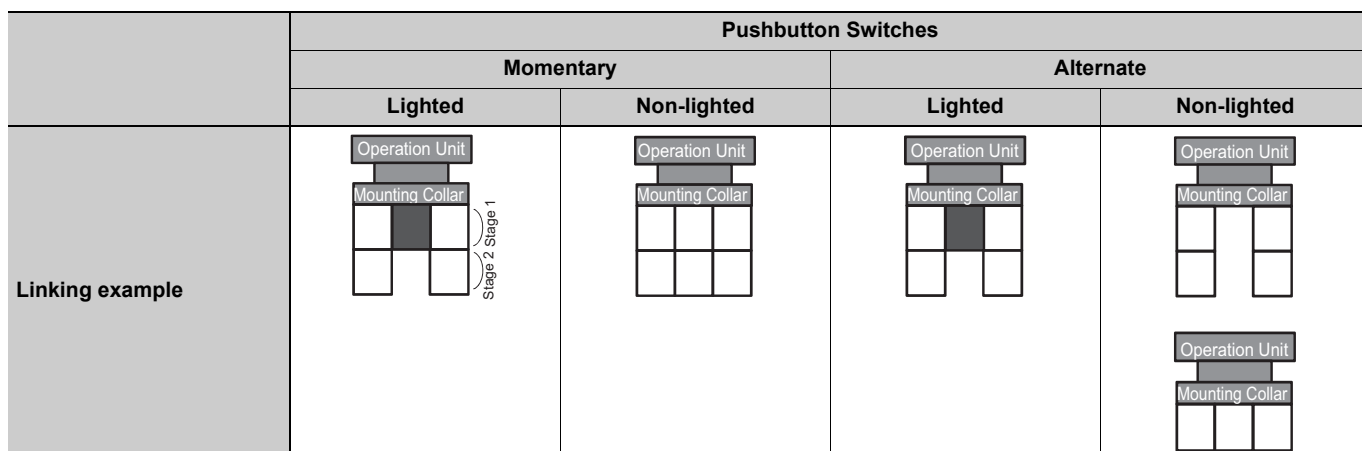 Pushbutton Switches
Momentary Alternate
Lighted Non-lighted Lighted Non-lighted
Linking example
Operation Unit
Mounting Collar
Stage 1
Stage 2
Operation Unit
Mounting Collar
Operation Unit
Mounting Collar
Operation Unit
Mounting Collar
Operation Unit
Mounting Collar